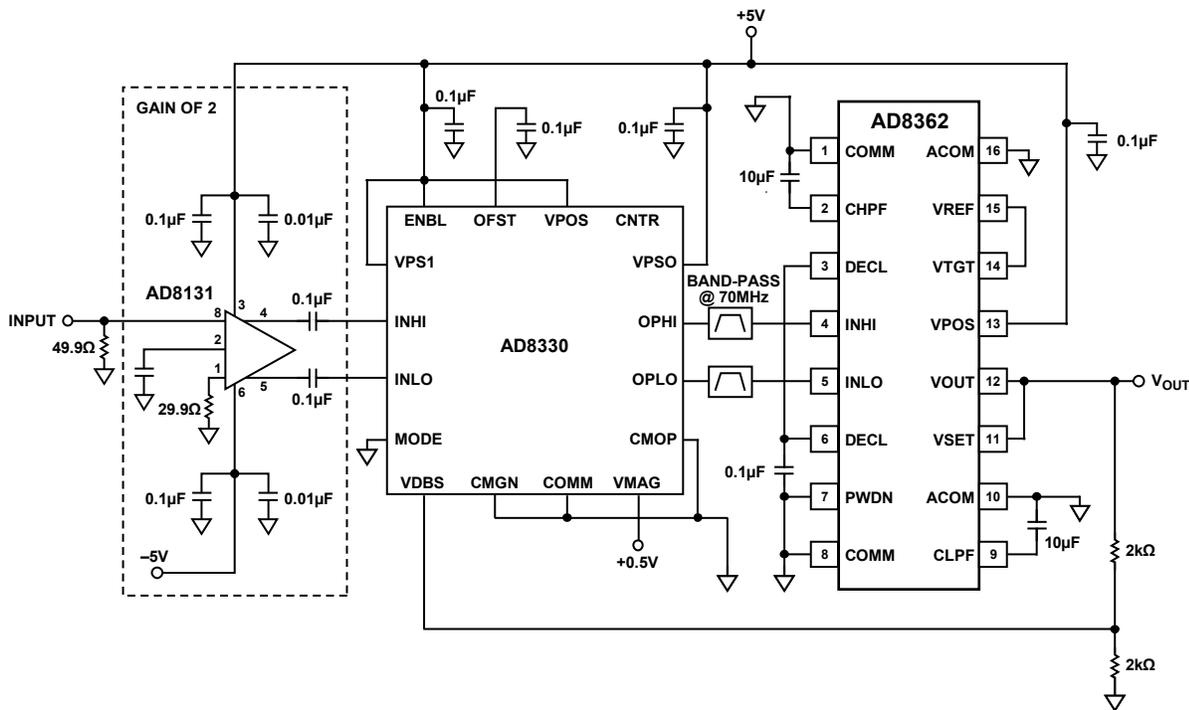 +5V
GAIN OF 2
0.1µF
0.1µF
0.1µF
0.1µF
10µF
AD8362
1 COMM ACOM 16
2 CHPF VREF 15
3 DECL VTGT 14
4 INHI VPOS 13
5 INLO VOUT 12
6 DECL VSET 11
7 PWDN ACOM 10
8 COMM CLPF 9
0.1µF
0.01µF
ENBL OFST VPOS CNTR
VPS1 VPSO
BAND-PASS
@ 70MHz
AD8131
0.1µF
INPUT
49.9Ω
8 3 4
2
1 5
6
29.9Ω
0.1µF
INHI OPHI
AD8330
INLO OPLO
MODE CMOP
VDBS CMGN COMM VMAG
VOUT
0.1µF
10µF
0.1µF
0.01µF
–5V
+0.5V
2kΩ
2kΩ